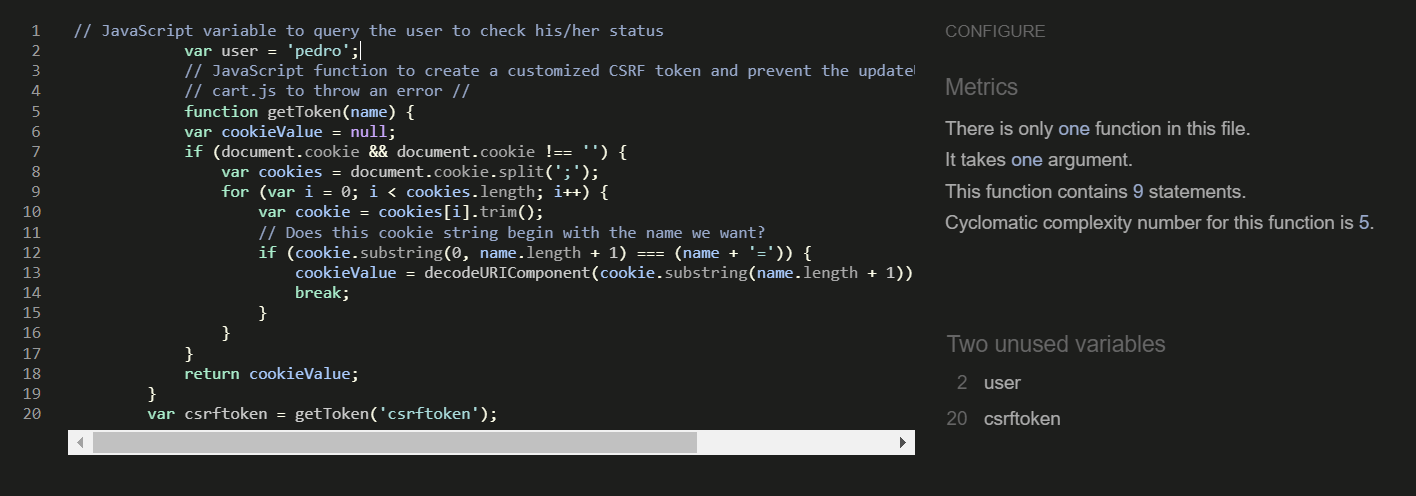 1 // JavaScript variable to query the user to check his/her status
2 var user = 'pedro';
3 // JavaScript function to create a customized CSRF token and prevent the update
4 // cart.js to throw an error //
5 function getToken(name) {
6 var cookieValue = null;
7 if (document.cookie && document.cookie !== '') {
8 var cookies = document.cookie.split(';');
9 for (var i = 0; i < cookies.length; i++) {
10 var cookie = cookies[i].trim();
11 // Does this cookie string begin with the name we want?
12 if (cookie.substring(0, name.length + 1) === (name + '=')) {
13 cookieValue = decodeURIComponent(cookie.substring(name.length + 1))
14 break;
15 }
16 }
17 }
18 return cookieValue;
19 }
20 var csrftoken = getToken('csrftoken');
CONFIGURE
Metrics
There is only one function in this file.
It takes one argument.
This function contains 9 statements.
Cyclomatic complexity number for this function is 5.
Two unused variables
2 user
20 csrftoken